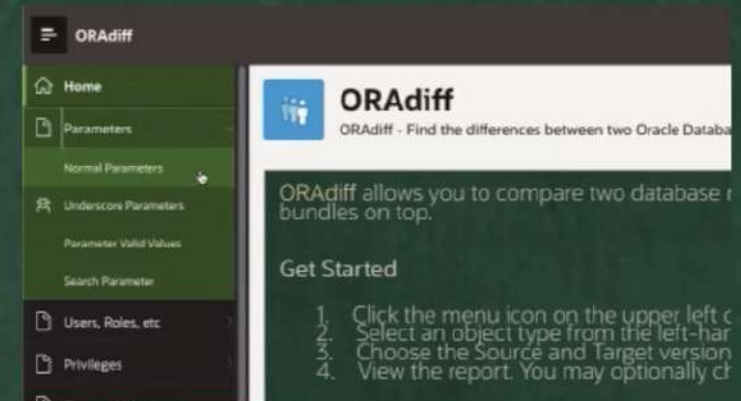 ORAdiff
Home
Parameters
Normal Parameters
Underscore Parameters
Parameter Valid Values
Search Parameter
Users, Roles, etc
Privileges
ORAdiff
ORAdiff - Find the differences between two Oracle Databa
ORAdiff allows you to compare two database r
bundles on top.
Get Started
1. Click the menu icon on the upper left c
2. Select an object type from the left-har
3. Choose the Source and Target version
4. View the report. You may optionally ch